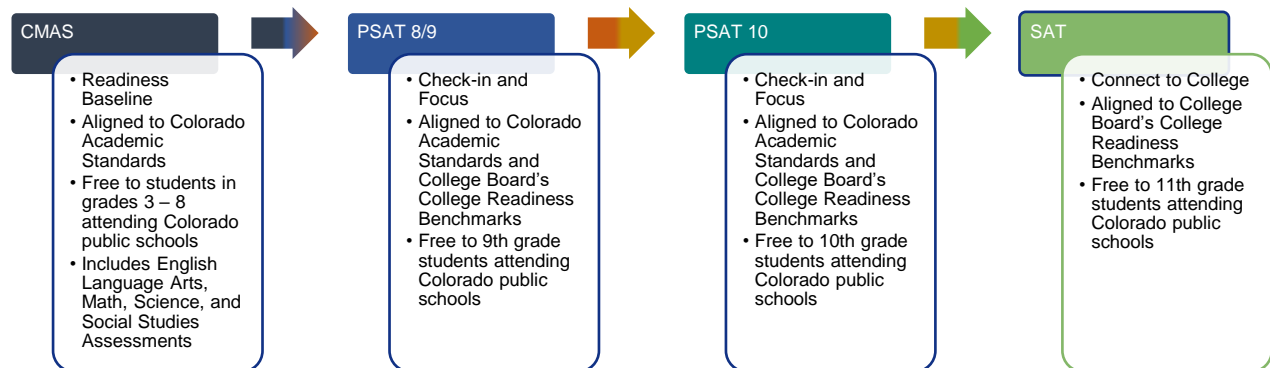 CMAS
• Readiness
Baseline
• Aligned to Colorado
Academic
Standards
• Free to students in
grades 3 – 8
attending Colorado
public schools
• Includes English
Language Arts,
Math, Science, and
Social Studies
Assessments
PSAT 8/9
• Check-in and
Focus
• Aligned to Colorado
Academic
Standards and
College Board’s
College Readiness
Benchmarks
• Free to 9th grade
students attending
Colorado public
schools
PSAT 10
• Check-in and
Focus
• Aligned to Colorado
Academic
Standards and
College Board’s
College Readiness
Benchmarks
• Free to 10th grade
students attending
Colorado public
schools
SAT
• Connect to College
• Aligned to College
Board’s College
Readiness
Benchmarks
• Free to 11th grade
students attending
Colorado public
schools